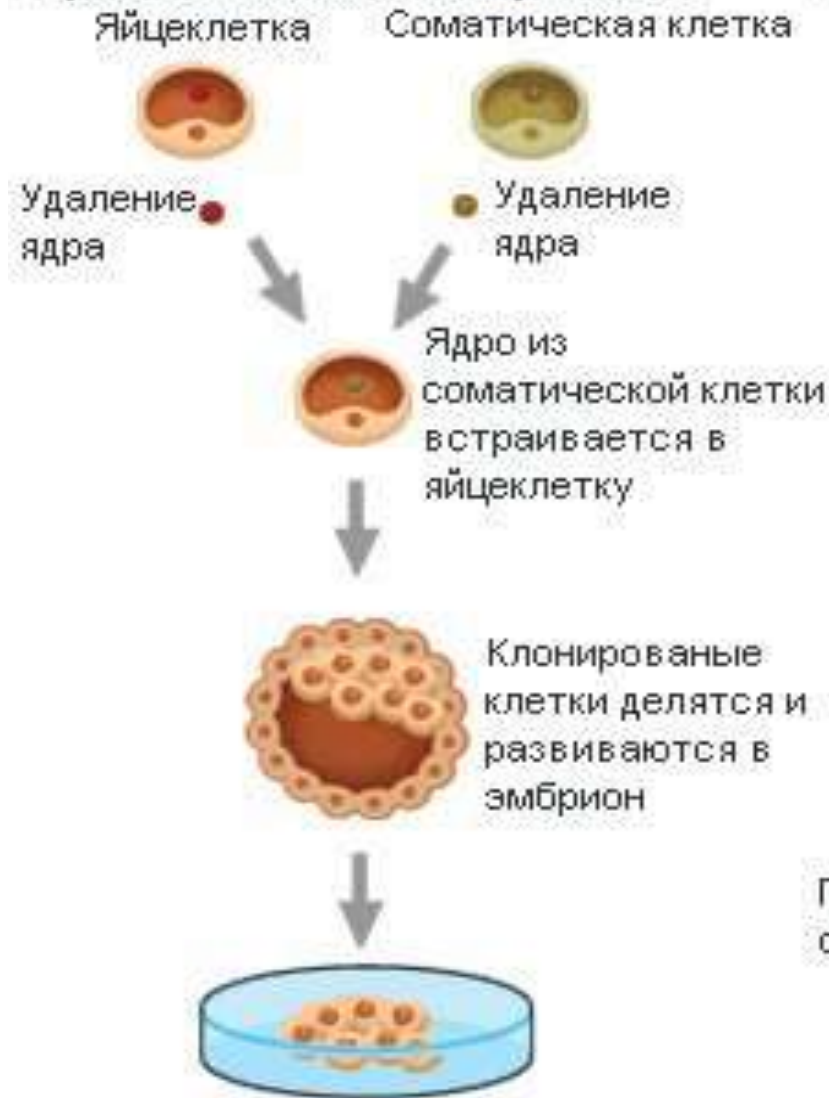 Яйцеклетка
Соматическая клетка
Удаление
ядра
Удаление
ядра
Ядро из
соматической клетки
встраивается в
яйцеклетку
Клонированые
клетки делятся и
развиваются в
эмбрион